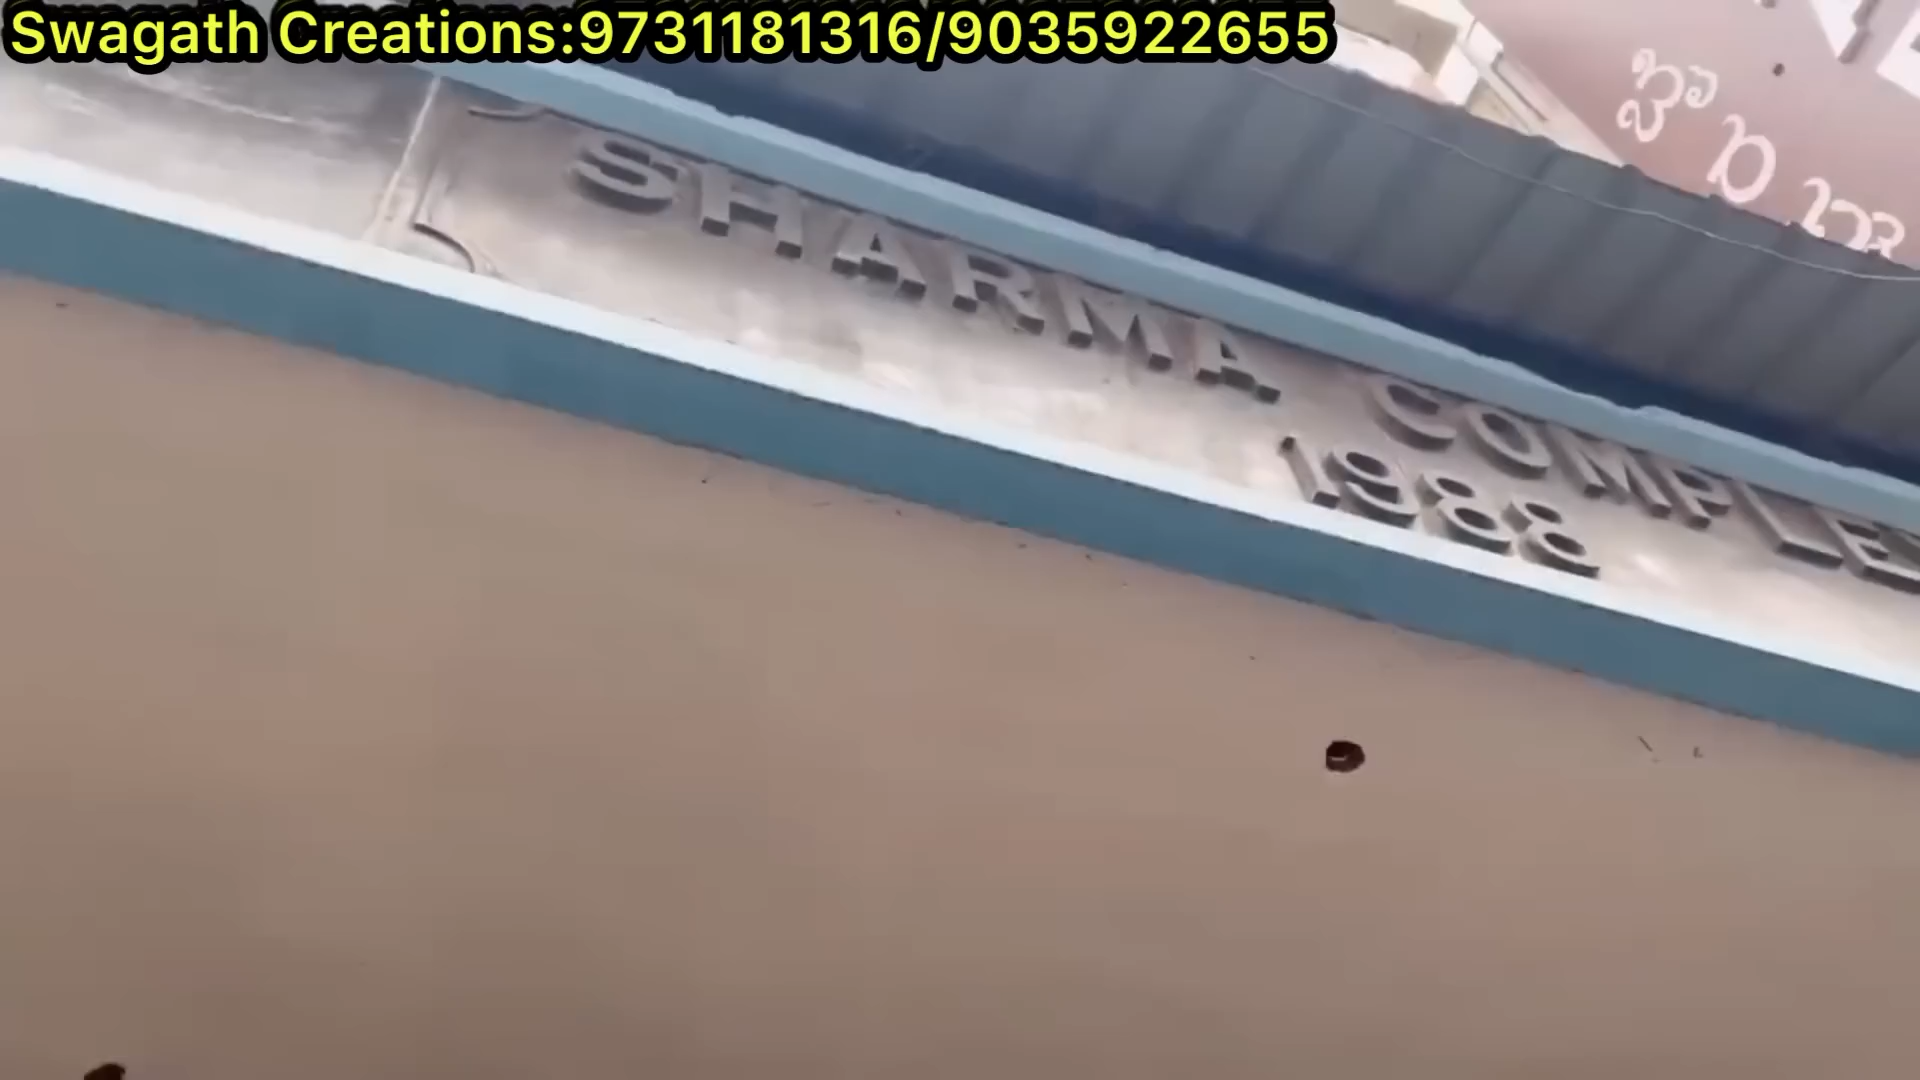 Swagath Creations:9731181316/9035922655
SHARMA COMPLE
1988